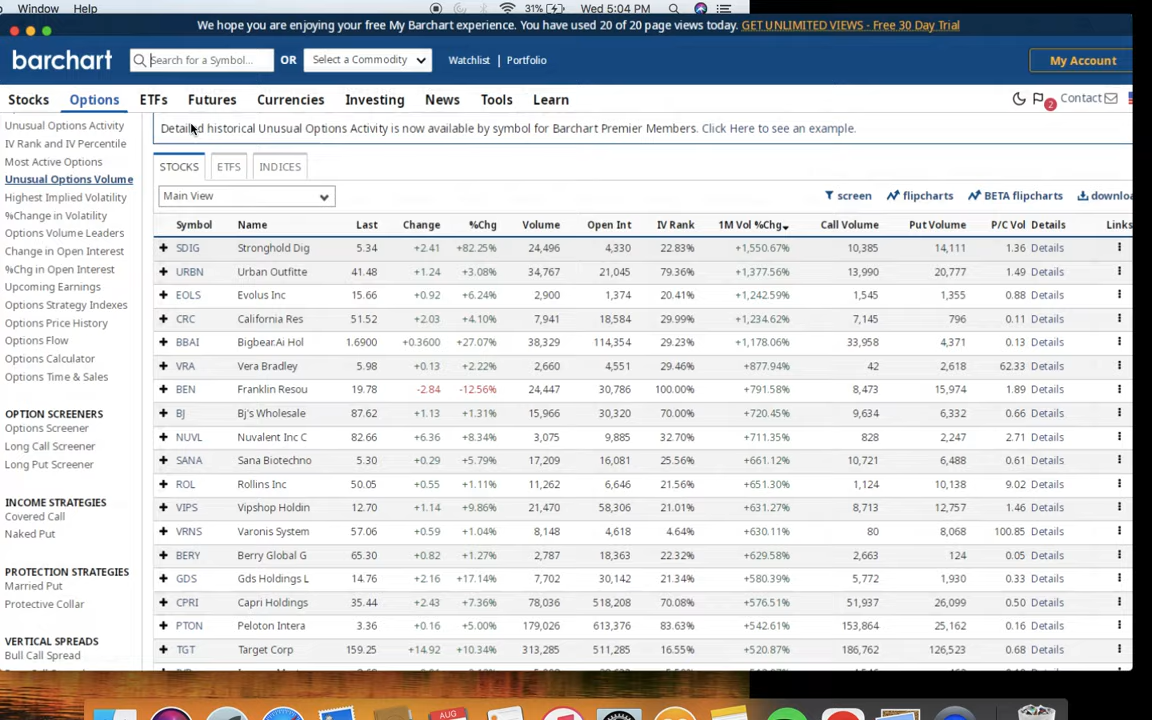 Window Help 31% Wed 5:04 PM
We hope you are enjoying your free My Barchart experience. You have used 20 of 20 page views today. GET UNLIMITED VIEWS - Free 30 Day Trial
barchart Search for a Symbol... OR Select a Commodity Watchlist | Portfolio My Account
Stocks Options ETFs Futures Currencies Investing News Tools Learn 2 Contact
Unusual Options Activity
IV Rank and IV Percentile
Most Active Options
Unusual Options Volume
Highest Implied Volatility
%Change in Volatility
Options Volume Leaders
Change in Open Interest
%Chg in Open Interest
Upcoming Earnings
Options Strategy Indexes
Options Price History
Options Flow
Options Calculator
Options Time & Sales
OPTION SCREENERS
Options Screener
Long Call Screener
Long Put Screener
INCOME STRATEGIES
Covered Call
Naked Put
PROTECTION STRATEGIES
Married Put
Protective Collar
VERTICAL SPREADS
Bull Call Spread
Detailed historical Unusual Options Activity is now available by symbol for Barchart Premier Members. Click Here to see an example.
STOCKS ETFS INDICES
Main View screen flipcharts BETA flipcharts downloa
Symbol Name Last Change %Chg Volume Open Int IV Rank 1M Vol %Chg Call Volume Put Volume P/C Vol Details Links
SDIG Stronghold Dig 5.34 +2.41 +82.25% 24,496 4,330 22.83% +1,550.67% 10,385 14,111 1.36 Details
URBN Urban Outfitte 41.48 +1.24 +3.08% 34,767 21,045 79.36% +1,377.56% 13,990 20,777 1.49 Details
EOLS Evolus Inc 15.66 +0.92 +6.24% 2,900 1,374 20.41% +1,242.59% 1,545 1,355 0.88 Details
CRC California Res 51.52 +2.03 +4.10% 7,941 18,584 29.99% +1,234.62% 7,145 796 0.11 Details
BBAI Bigbear.Ai Hol 1.6900 +0.3600 +27.07% 38,329 114,354 29.23% +1,178.06% 33,958 4,371 0.13 Details
VRA Vera Bradley 5.98 +0.13 +2.22% 2,660 4,551 29.46% +877.94% 42 2,618 62.33 Details
BEN Franklin Resou 19.78 -2.84 -12.56% 24,447 30,786 100.00% +791.58% 8,473 15,974 1.89 Details
BJ Bj's Wholesale 87.62 +1.13 +1.31% 15,966 30,320 70.00% +720.45% 9,634 6,332 0.66 Details
NUVL Nuvalent Inc C 82.66 +6.36 +8.34% 3,075 9,885 32.70% +711.35% 828 2,247 2.71 Details
SANA Sana Biotechno 5.30 +0.29 +5.79% 17,209 16,081 25.56% +661.12% 10,721 6,488 0.61 Details
ROL Rollins Inc 50.05 +0.55 +1.11% 11,262 6,646 21.56% +651.30% 1,124 10,138 9.02 Details
VIPS Vipshop Holdin 12.70 +1.14 +9.86% 21,470 58,306 21.01% +631.27% 8,713 12,757 1.46 Details
VRNS Varonis System 57.06 +0.59 +1.04% 8,148 4,618 4.64% +630.11% 80 8,068 100.85 Details
BERY Berry Global G 65.30 +0.82 +1.27% 2,787 18,363 22.32% +629.58% 2,663 124 0.05 Details
GDS Gds Holdings L 14.76 +2.16 +17.14% 7,702 30,142 21.34% +580.39% 5,772 1,930 0.33 Details
CPRI Capri Holdings 35.44 +2.43 +7.36% 78,036 518,208 70.08% +576.51% 51,937 26,099 0.50 Details
PTON Peloton Intera 3.36 +0.16 +5.00% 179,026 613,376 83.63% +542.61% 153,864 25,162 0.16 Details
TGT Target Corp 159.25 +14.92 +10.34% 313,285 511,285 16.55% +520.87% 186,762 126,523 0.68 Details
AUG